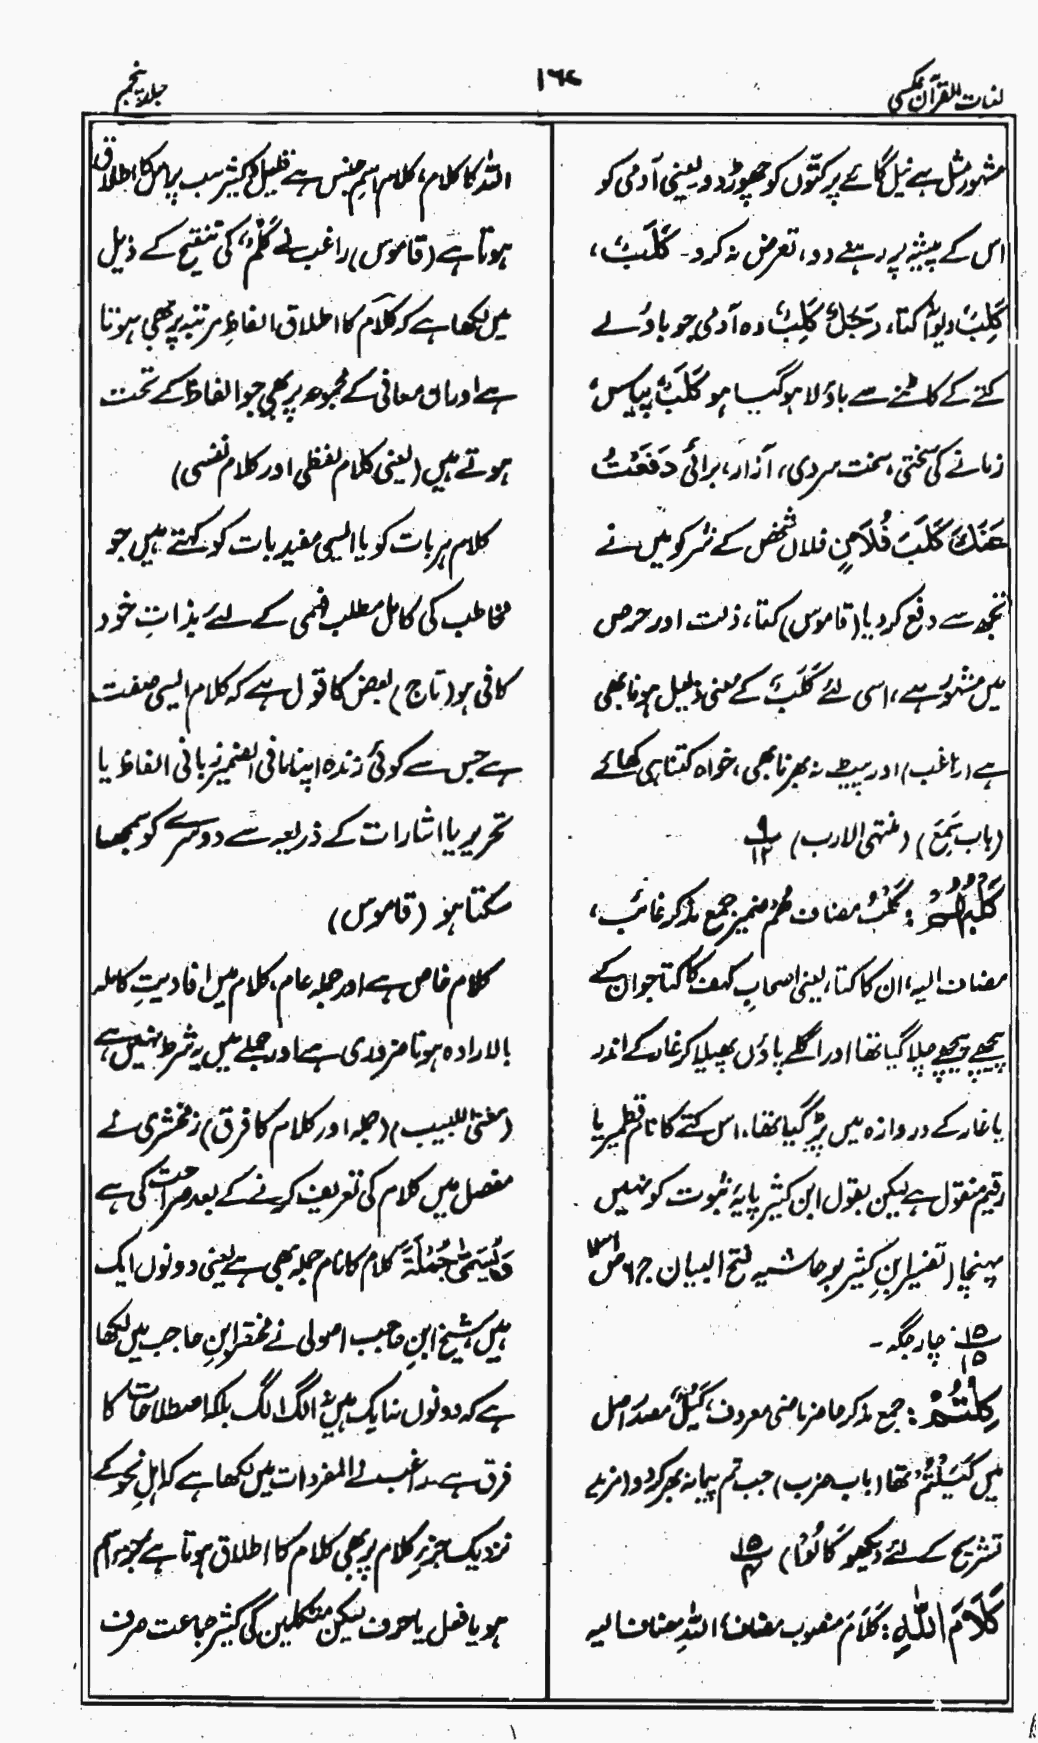 لغات القرآن عکسی
۱۶۲
جلد پنجم
مشہور مثل ہے نیل گائے پر کتّوں کو چھوڑ دو یعنی آدمی کو
اس کے پیشہ پر رہنے دو، تعرض نہ کرو۔ کَلَبٌ،
کَلِبٌ دیوانہ کتا، رَجُلٌ کَلِبٌ وہ آدمی جو باؤلے
کتے کے کاٹنے سے باؤلا ہوگیا ہو کَلَبٌ پیاس،
زمانے کی سختی، سخت سردی، آزار، برائی دَفَعْتُ
عَنْکَ کَلَبَ فُلَانٍ فلاں شخص کے شر کو میں نے
تجھ سے دفع کر دیا (قاموس) کتا، ذلت اور حرص
میں مشہور ہے، اسی لئے کَلَبَ کے معنی ذلیل ہونا بھی
ہے (راغب) اور پیٹ نہ بھرنا بھی، خواہ کتنا ہی کھائے
(باب سَمِعَ) (منتہی الارب) ۹/۱۲
کَلْبُہُمْ: کَلْبُ مضاف ھُمْ ضمیر جمع مذکر غائب،
مضاف الیہ، ان کا کتا، یعنی اصحابِ کہف کا کتا جو ان کے
پیچھے پیچھے چلا گیا تھا اور اگلے پاؤں پھیلا کر غار کے اندر
یا غار کے دروازہ میں پڑ گیا تھا، اس کتے کا نام قطمیر یا
رقیم منقول ہے لیکن بقول ابن کثیر پایۂ ثبوت کو نہیں
پہنچا (تفسیر ابنِ کثیر بر حاشیہ فتح البیان ج ۶ ص
۱۵/۱۵ چار جگہ۔
کِلْتُمْ: جمع مذکر حاضر ماضی معروف، کَیْلٌ مصدر اصل
میں کَیَلْتُمْ تھا (باب ضرب) جب تم پیمانہ بھر کر دو (مزید
تشریح کے لئے دیکھو کَالُوْا) ۱۵/۴
کَلَامَ اللّٰہِ: کَلَامَ منصوب مضاف، اللّٰہِ مضاف الیہ
اللہ کا کلام، کلام اسمِ جنس ہے قلیل و کثیر سب پر اس کا اطلاق
ہوتا ہے (قاموس) راغب نے کَلْمٌ، کی تنقیح کے ذیل
میں لکھا ہے کہ کَلَام کا اطلاق الفاظِ مرتبہ پر بھی ہوتا
ہے اور ان معانی کے مجموعہ پر بھی جو الفاظ کے تحت
ہوتے ہیں (یعنی کلام لفظی اور کلام نفسی)
کلام ہر بات کو یا ایسی مفید بات کو کہتے ہیں جو
مخاطب کی کامل مطلب فہمی کے لئے بذاتِ خود
کافی ہو (تاج) بعض کا قول ہے کہ کلام ایسی صفت
ہے جس سے کوئی زندہ اپنا مافی الضمیر زبانی الفاظ یا
تحریر یا اشارات کے ذریعہ سے دوسرے کو سمجھا
سکتا ہو (قاموس)
کلام خاص ہے اور جملہ عام، کلام میں افادیتِ کاملہ
بالارادہ ہونا ضروری ہے اور جملے میں یہ شرط نہیں ہے
(مغنی اللبیب) (جملہ اور کلام کا فرق) زمخشری نے
مفصل میں کلام کی تعریف کرنے کے بعد صراحت کی ہے
وَیُسَمّٰی جُمْلَۃً کلام کا نام جملہ بھی ہے یعنی دونوں ایک
ہیں شیخ ابنِ حاجب اصولی نے مختصر ابنِ حاجب میں لکھا
ہے کہ دونوں نہ ایک ہیں نہ الگ الگ بلکہ اصطلاحات کا
فرق ہے۔ راغب نے المفردات میں لکھا ہے کہ اہلِ نحو کے
نزدیک جزءِ کلام پر بھی کلام کا اطلاق ہوتا ہے جزء اسم
ہو یا فعل یا حرف لیکن متکلمین کی کثیر جماعت صرف